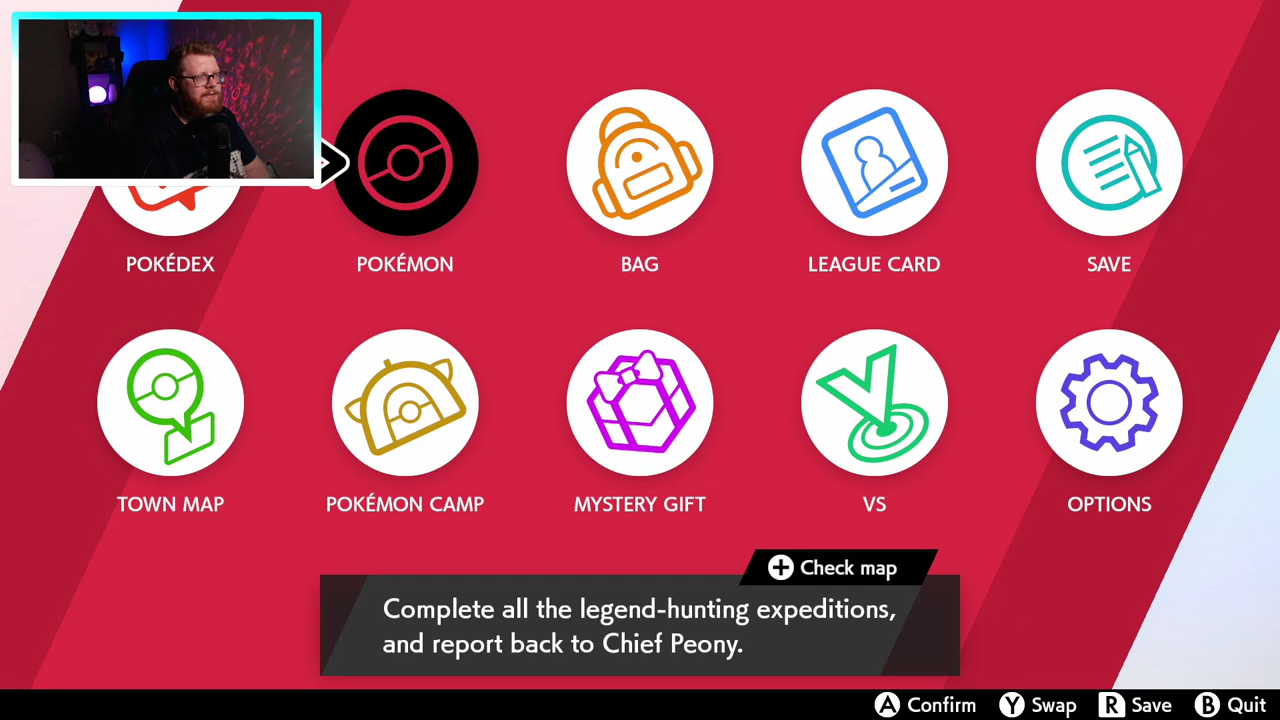 POKÉDEX
POKÉMON
BAG
LEAGUE CARD
SAVE
TOWN MAP
POKÉMON CAMP
MYSTERY GIFT
VS
OPTIONS
+ Check map
Complete all the legend-hunting expeditions,
and report back to Chief Peony.
A Confirm Y Swap R Save B Quit